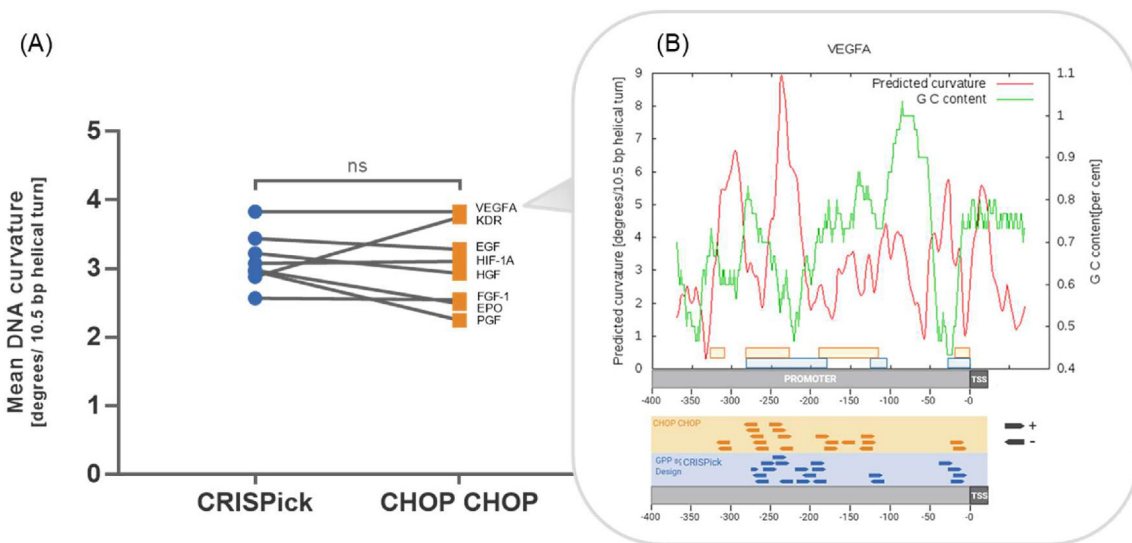 (A)
Mean DNA curvature
[degrees/ 10.5 bp helical turn]
5
4
3
2
1
0
ns
VEGFA
KDR
EGF
HIF-1A
HGF
FGF-1
EPO
PGF
CRISPick
CHOP CHOP
(B)
VEGFA
Predicted curvature [degrees/10.5 bp helical turn]
9
8
7
6
5
4
3
2
1
0
Predicted curvature
G C content
1.1
1
0.9
0.8
0.7
0.6
0.5
0.4
G C content[per cent]
PROMOTER
TSS
-400 -350 -300 -250 -200 -150 -100 -50 -0
CHOP CHOP
+
-
GPP CRISPick
Design
TSS
-400 -350 -300 -250 -200 -150 -100 -50 -0